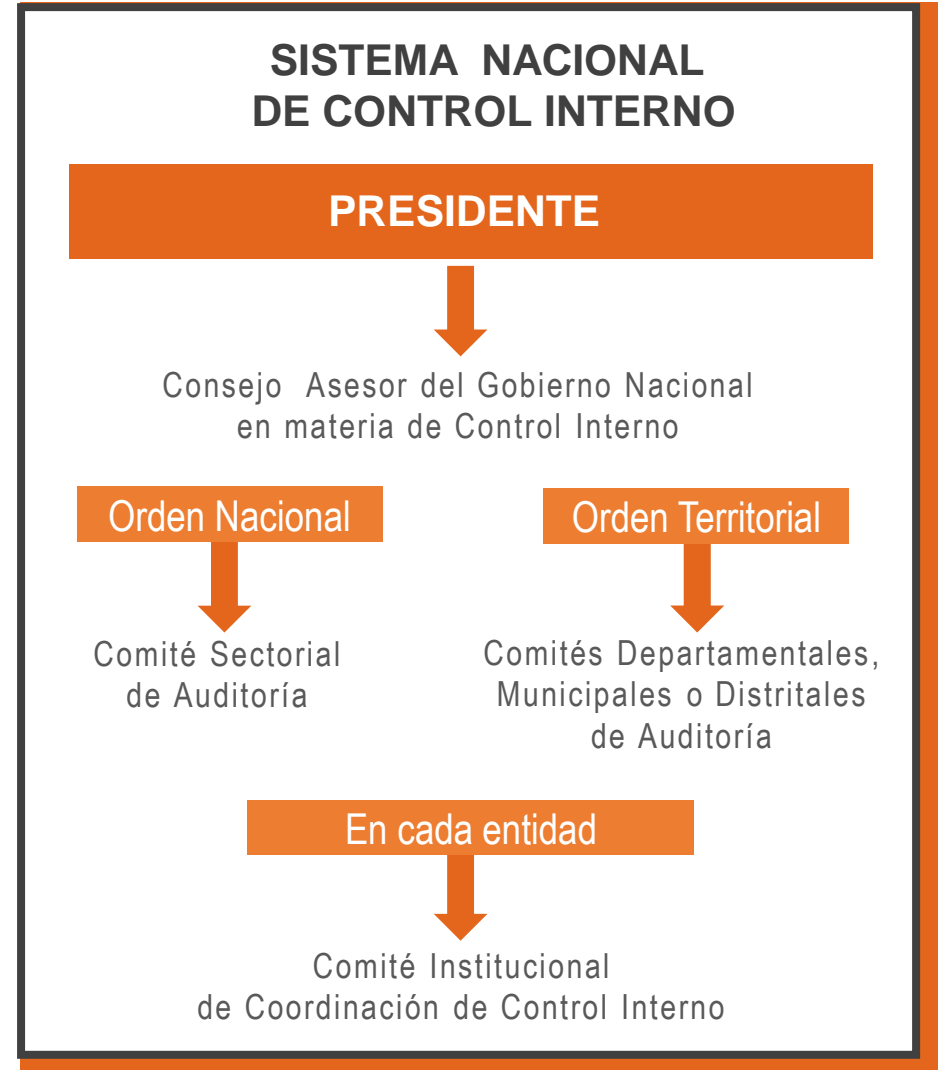 SISTEMA NACIONAL
DE CONTROL INTERNO
PRESIDENTE
Consejo Asesor del Gobierno Nacional
en materia de Control Interno
Orden Nacional
Comité Sectorial
de Auditoría
Orden Territorial
Comités Departamentales,
Municipales o Distritales
de Auditoría
En cada entidad
Comité Institucional
de Coordinación de Control Interno